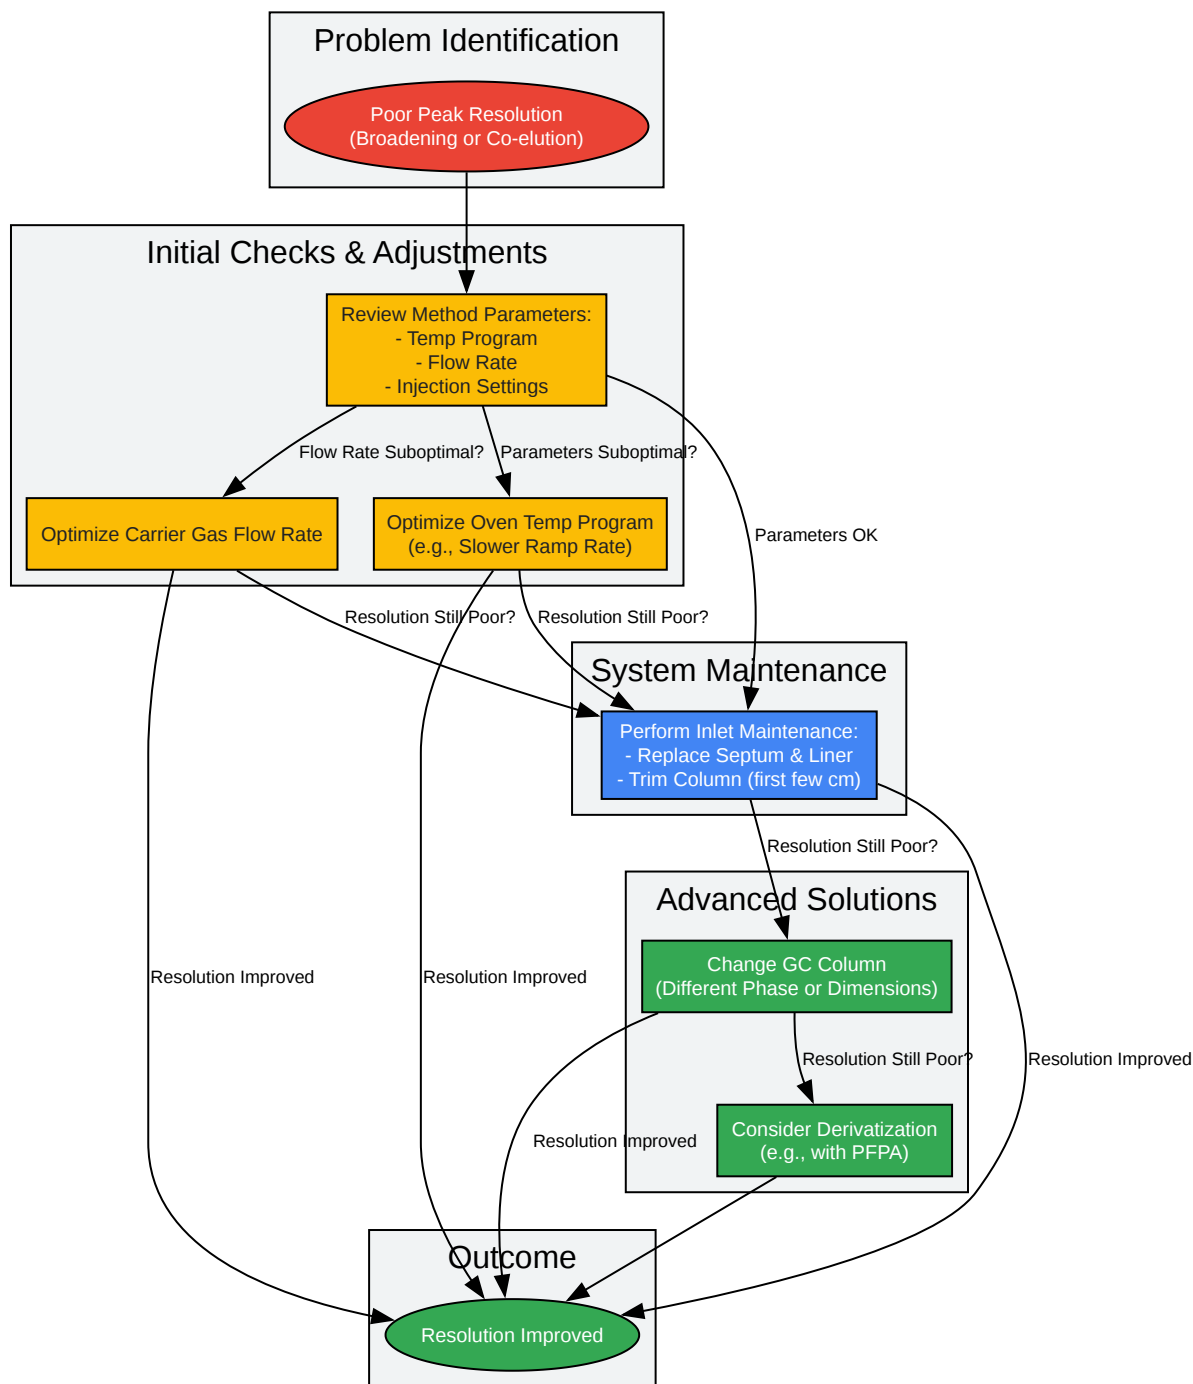 Problem Identification
Poor Peak Resolution
(Broadening or Co-elution)
Initial Checks & Adjustments
Review Method Parameters:
- Temp Program
- Flow Rate
- Injection Settings
Flow Rate Suboptimal?
Parameters Suboptimal?
Optimize Carrier Gas Flow Rate
Optimize Oven Temp Program
(e.g., Slower Ramp Rate)
Parameters OK
Resolution Still Poor?
Resolution Still Poor?
System Maintenance
Perform Inlet Maintenance:
- Replace Septum & Liner
- Trim Column (first few cm)
Resolution Still Poor?
Advanced Solutions
Change GC Column
(Different Phase or Dimensions)
Resolution Improved
Resolution Improved
Resolution Still Poor?
Resolution Improved
Resolution Improved
Consider Derivatization
(e.g., with PFPA)
Outcome
Resolution Improved